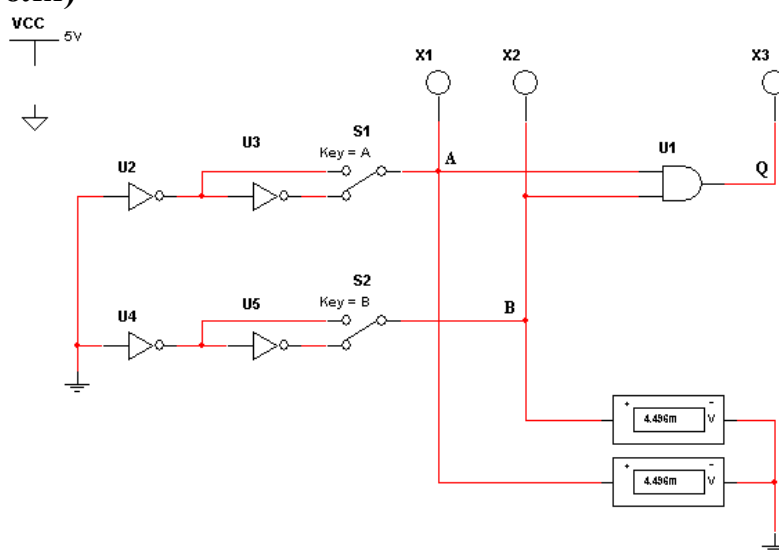 VCC
5V
X1
X2
X3
S1
Key = A
U3
U2
A
U1
Q
S2
Key = B
U5
U4
B
+
-
4.496m
V
+
-
4.496m
V